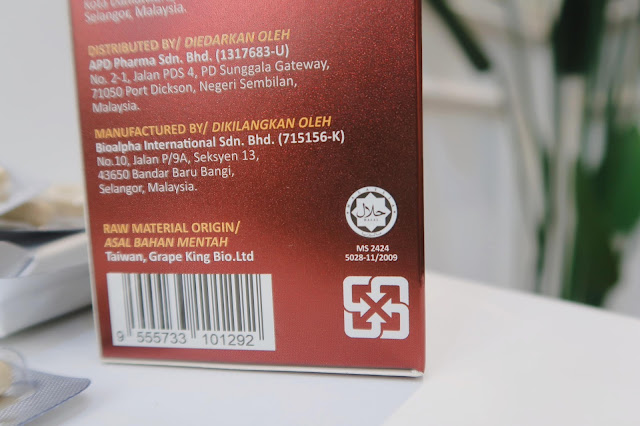 Selangor, Malaysia.
DISTRIBUTED BY/ DIEDARKAN OLEH
APD Pharma Sdn. Bhd. (1317683-U)
No. 2-1, Jalan PDS 4, PD Sunggala Gateway,
71050 Port Dickson, Negeri Sembilan,
Malaysia.
MANUFACTURED BY/ DIKILANGKAN OLEH
Bioalpha International Sdn. Bhd. (715156-K)
No.10, Jalan P/9A, Seksyen 13,
43650 Bandar Baru Bangi,
Selangor, Malaysia.
RAW MATERIAL ORIGIN/
ASAL BAHAN MENTAH
Taiwan, Grape King Bio.Ltd
9 555733 101292
حلال
Halal
MS 2424
5028-11/2009